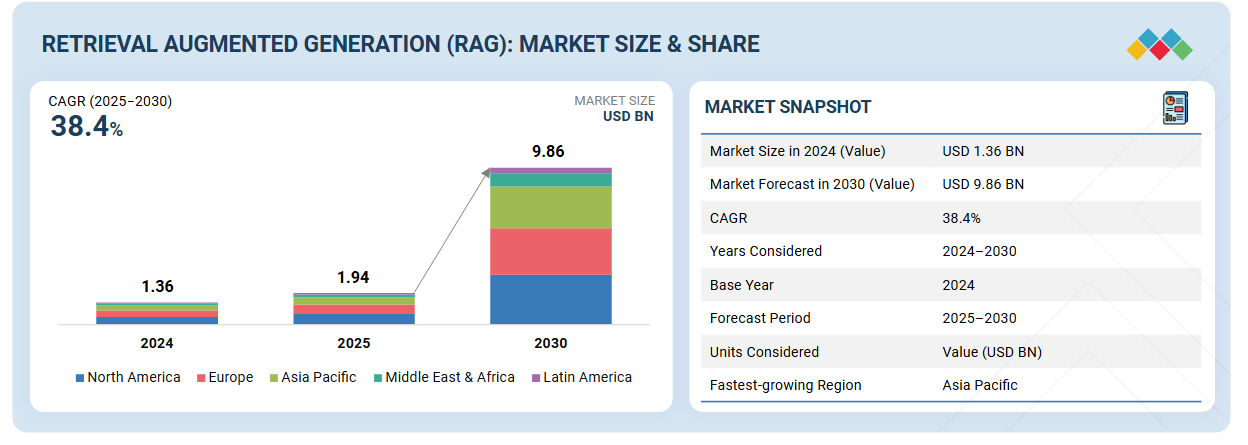 RETRIEVAL AUGMENTED GENERATION (RAG): MARKET SIZE & SHARE
CAGR (2025–2030)
38.4%
MARKET SIZE
USD BN
1.36
1.94
9.86
2024
2025
2030
North America
Europe
Asia Pacific
Middle East & Africa
Latin America
MARKET SNAPSHOT
Market Size in 2024 (Value) USD 1.36 BN
Market Forecast in 2030 (Value) USD 9.86 BN
CAGR 38.4%
Years Considered 2024–2030
Base Year 2024
Forecast Period 2025–2030
Units Considered Value (USD BN)
Fastest-growing Region Asia Pacific